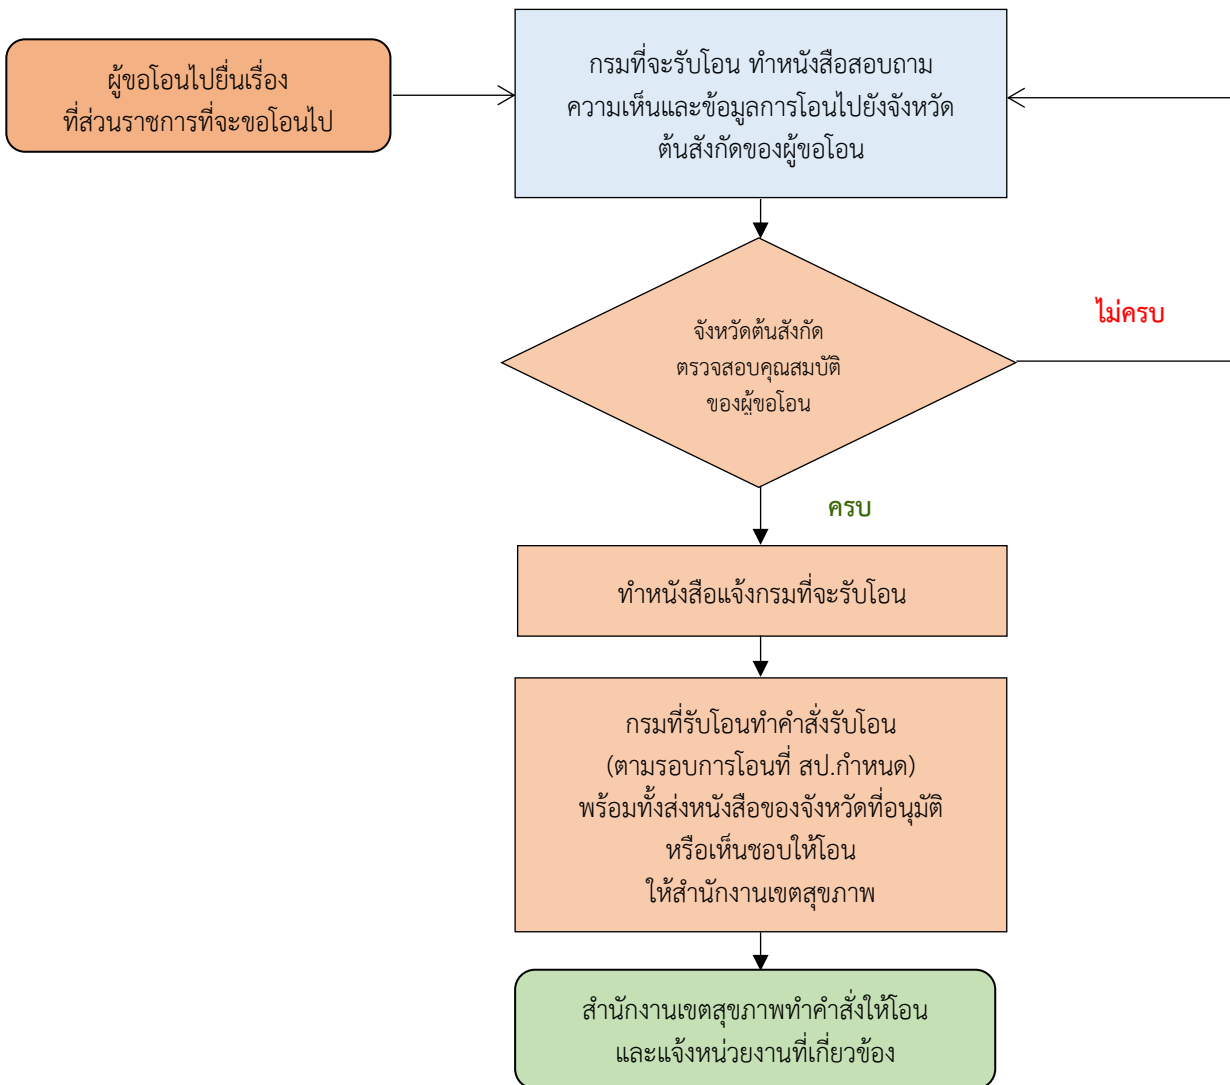 ผู้ขอโอนไปยื่นเรื่อง
ที่ส่วนราชการที่จะขอโอนไป
กรมที่จะรับโอน ทำหนังสือสอบถาม
ความเห็นและข้อมูลการโอนไปยังจังหวัด
ต้นสังกัดของผู้ขอโอน
จังหวัดต้นสังกัด
ตรวจสอบคุณสมบัติ
ของผู้ขอโอน
ไม่ครบ
ครบ
ทำหนังสือแจ้งกรมที่จะรับโอน
กรมที่รับโอนทำคำสั่งรับโอน
(ตามรอบการโอนที่ สป.กำหนด)
พร้อมทั้งส่งหนังสือของจังหวัดที่อนุมัติ
หรือเห็นชอบให้โอน
ให้สำนักงานเขตสุขภาพ
สำนักงานเขตสุขภาพทำคำสั่งให้โอน
และแจ้งหน่วยงานที่เกี่ยวข้อง